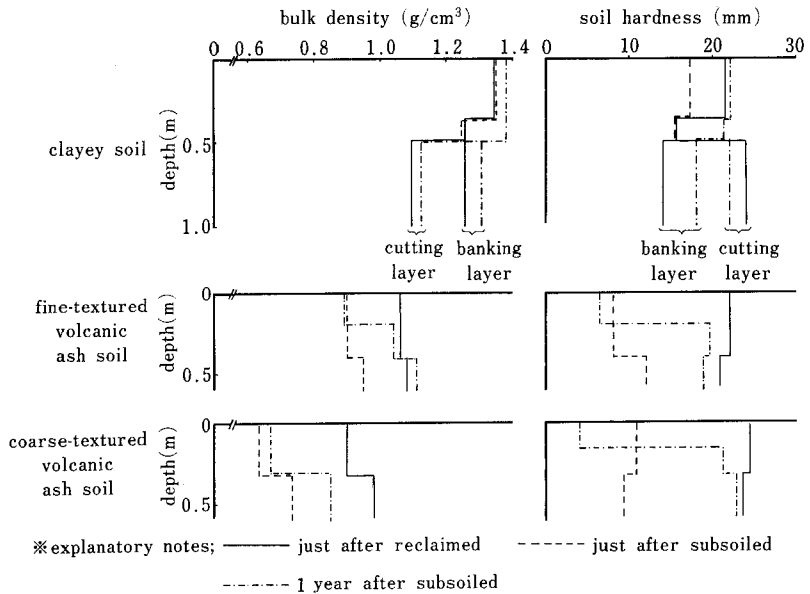 bulk density (g/cm³)
soil hardness (mm)
0 0.6 0.8 1.0 1.2 1.4
0 10 20 30
clayey soil
depth(m)
0.5
1.0
cutting layer
banking layer
banking layer
cutting layer
fine-textured
volcanic
ash soil
depth(m)
0
0.5
coarse-textured
volcanic
ash soil
depth(m)
0
0.5
※explanatory notes; just after reclaimed just after subsoiled
1 year after subsoiled